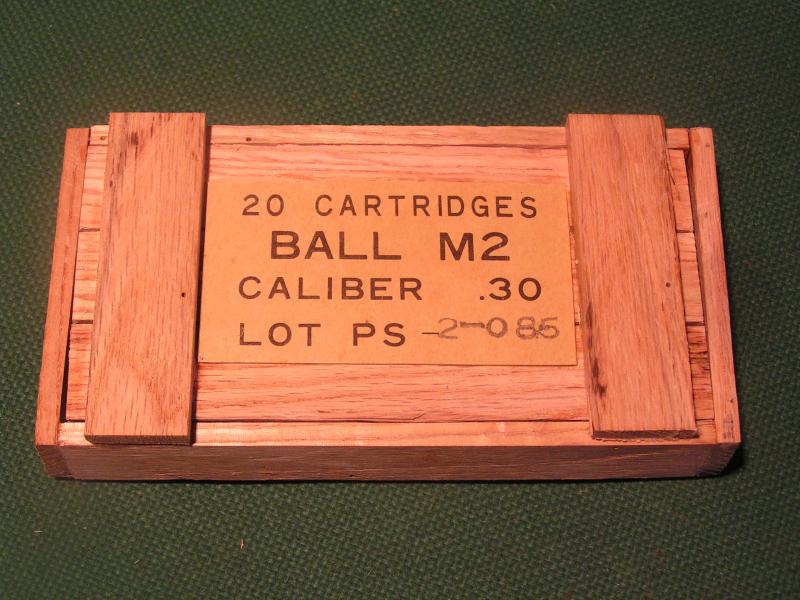 20 CARTRIDGES
BALL M2
CALIBER .30
LOT PS-2-085